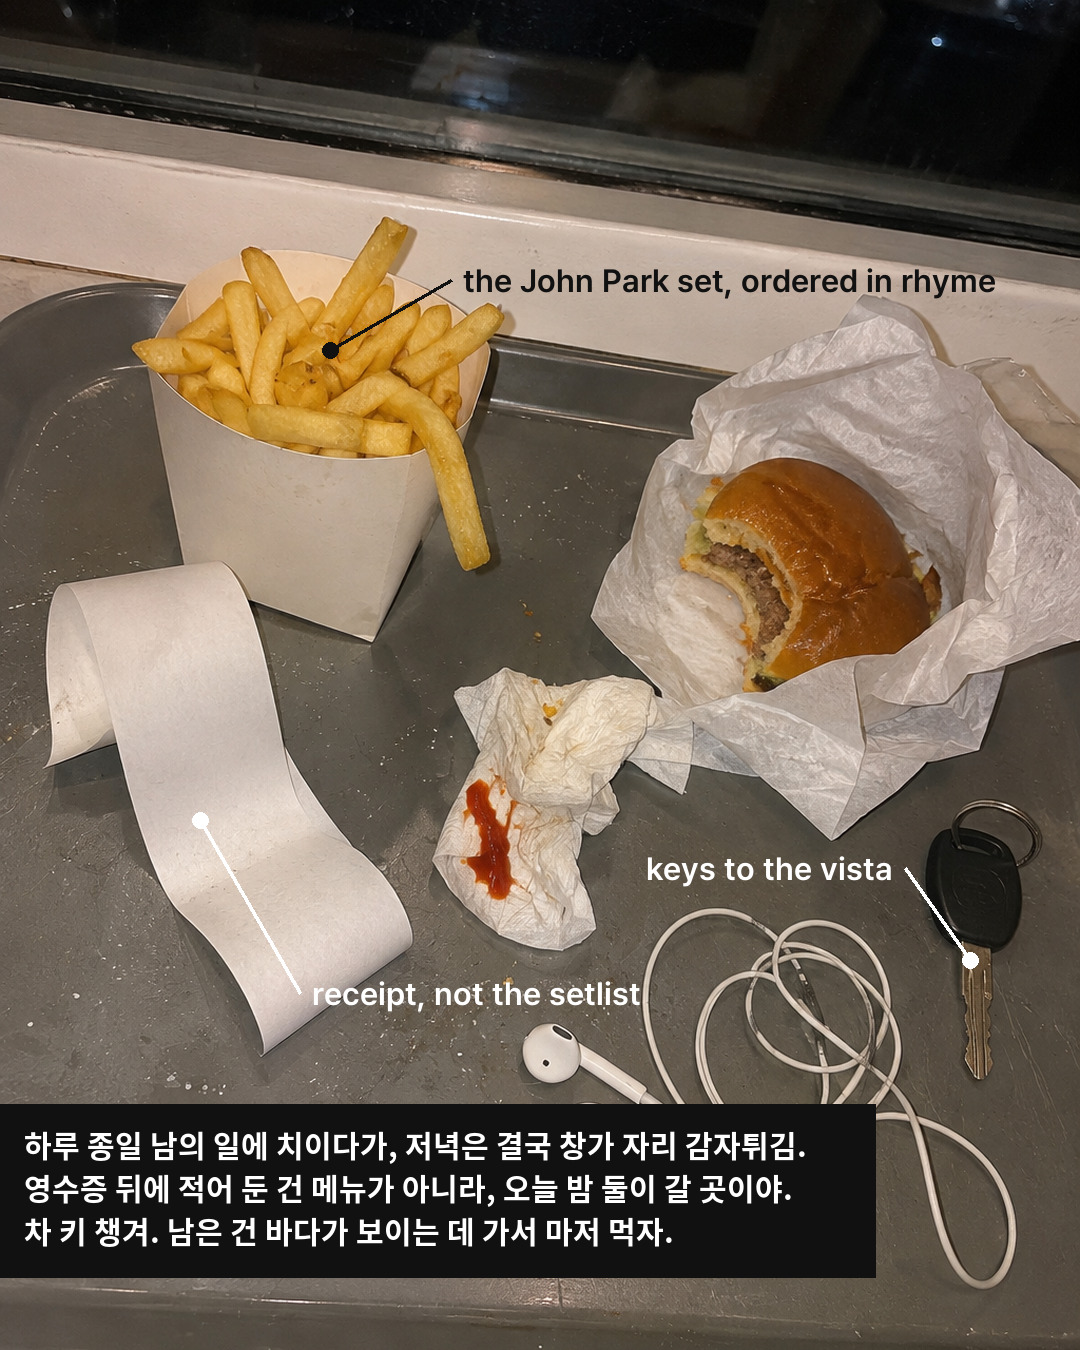 the John Park set, ordered in rhyme
keys to the vista
receipt, not the setlist
하루 종일 남의 일에 치이다가, 저녁은 결국 창가 자리 감자튀김.
영수증 뒤에 적어 둔 건 메뉴가 아니라, 오늘 밤 둘이 갈 곳이야.
차 키 챙겨. 남은 건 바다가 보이는 데 가서 마저 먹자.